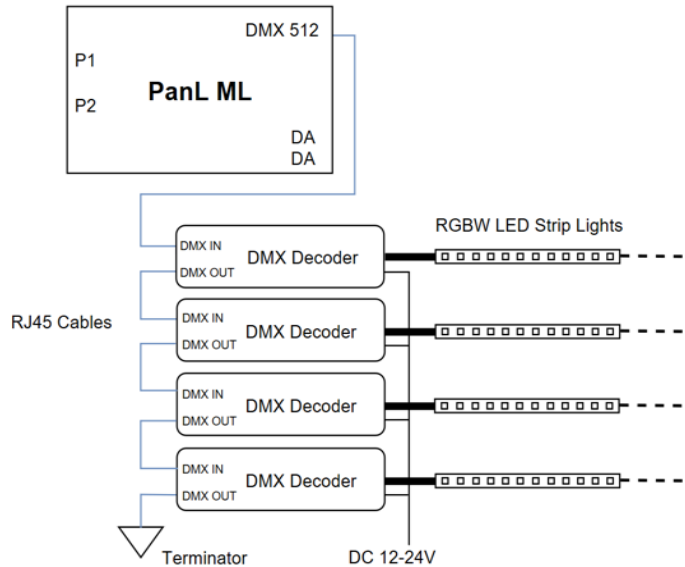 DMX 512
P1
PanL ML
P2
DA
DA
RGBW LED Strip Lights
DMX IN
DMX Decoder
DMX OUT
RJ45 Cables
DMX IN
DMX Decoder
DMX OUT
DMX IN
DMX Decoder
DMX OUT
DMX IN
DMX Decoder
DMX OUT
Terminator
DC 12-24V